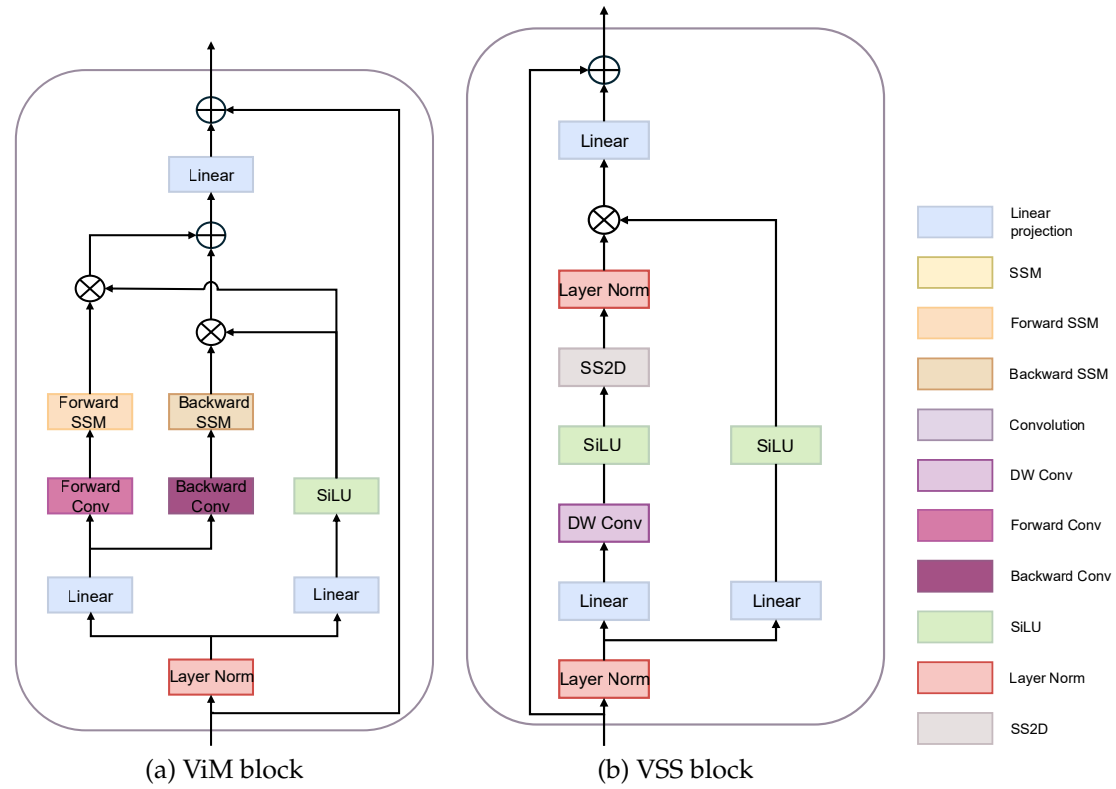 Linear
Forward
SSM
Backward
SSM
Forward
Conv
Backward
Conv
SiLU
Linear
Linear
Layer Norm
(a) ViM block
Linear
Layer Norm
SS2D
SiLU
SiLU
DW Conv
Linear
Linear
Layer Norm
(b) VSS block
Linear
projection
SSM
Forward SSM
Backward SSM
Convolution
DW Conv
Forward Conv
Backward Conv
SiLU
Layer Norm
SS2D